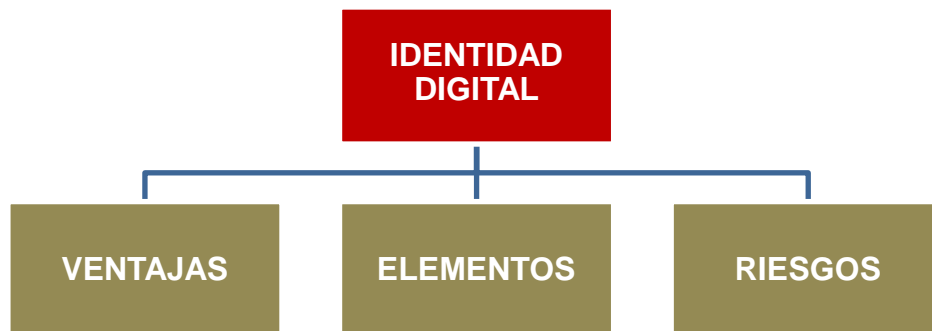 IDENTIDAD
DIGITAL
VENTAJAS
ELEMENTOS
RIESGOS